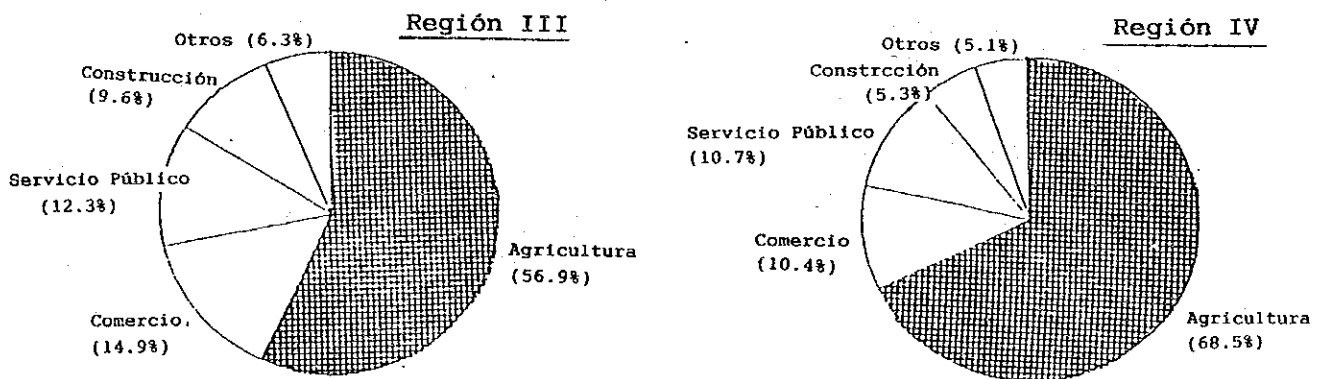 Región III
Otros (6.3%)
Construcción
(9.6%)
Servicio Público
(12.3%)
Comercio.
(14.9%)
Agricultura
(56.9%)
Región IV
Otros (5.1%)
Constrcción
(5.3%)
Servicio Público
(10.7%)
Comercio
(10.4%)
Agricultura
(68.5%)